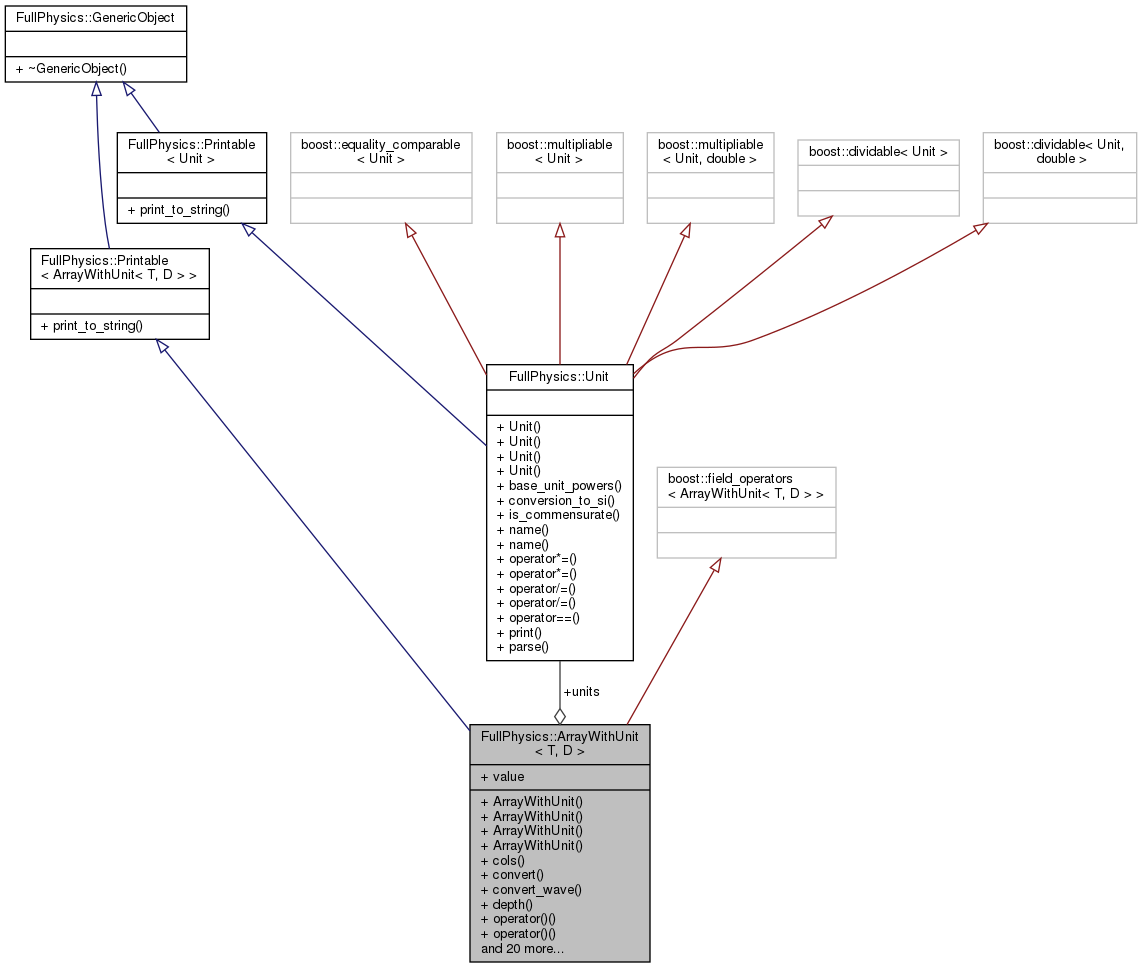 FullPhysics::GenericObject
+ ~GenericObject()
FullPhysics::Printable
< Unit >
+ print_to_string()
boost::equality_comparable
< Unit >
boost::multipliable
< Unit >
boost::multipliable
< Unit, double >
boost::dividable< Unit >
boost::dividable< Unit,
double >
FullPhysics::Printable
< ArrayWithUnit< T, D > >
+ print_to_string()
FullPhysics::Unit
+ Unit()
+ Unit()
+ Unit()
+ Unit()
+ base_unit_powers()
+ conversion_to_si()
+ is_commensurate()
+ name()
+ name()
+ operator*=()
+ operator*=()
+ operator/=()
+ operator/=()
+ operator==()
+ print()
+ parse()
boost::field_operators
< ArrayWithUnit< T, D > >
+units
FullPhysics::ArrayWithUnit
< T, D >
+ value
+ ArrayWithUnit()
+ ArrayWithUnit()
+ ArrayWithUnit()
+ ArrayWithUnit()
+ cols()
+ convert()
+ convert_wave()
+ depth()
+ operator()()
+ operator()()
and 20 more...